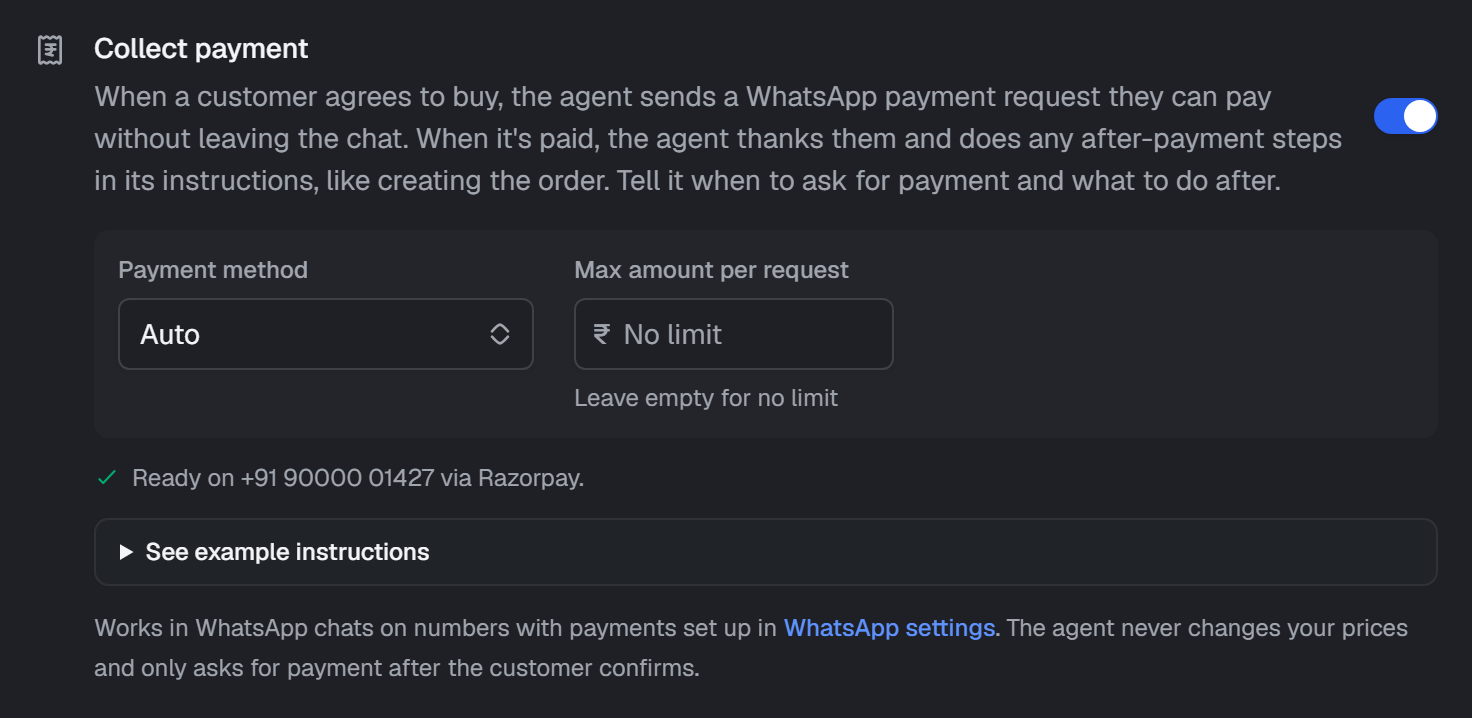 Collect payment
When a customer agrees to buy, the agent sends a WhatsApp payment request they can pay
without leaving the chat. When it's paid, the agent thanks them and does any after-payment steps
in its instructions, like creating the order. Tell it when to ask for payment and what to do after.
Payment method
Max amount per request
Auto
₹ No limit
Leave empty for no limit
Ready on +91 90000 01427 via Razorpay.
See example instructions
Works in WhatsApp chats on numbers with payments set up in WhatsApp settings. The agent never changes your prices
and only asks for payment after the customer confirms.